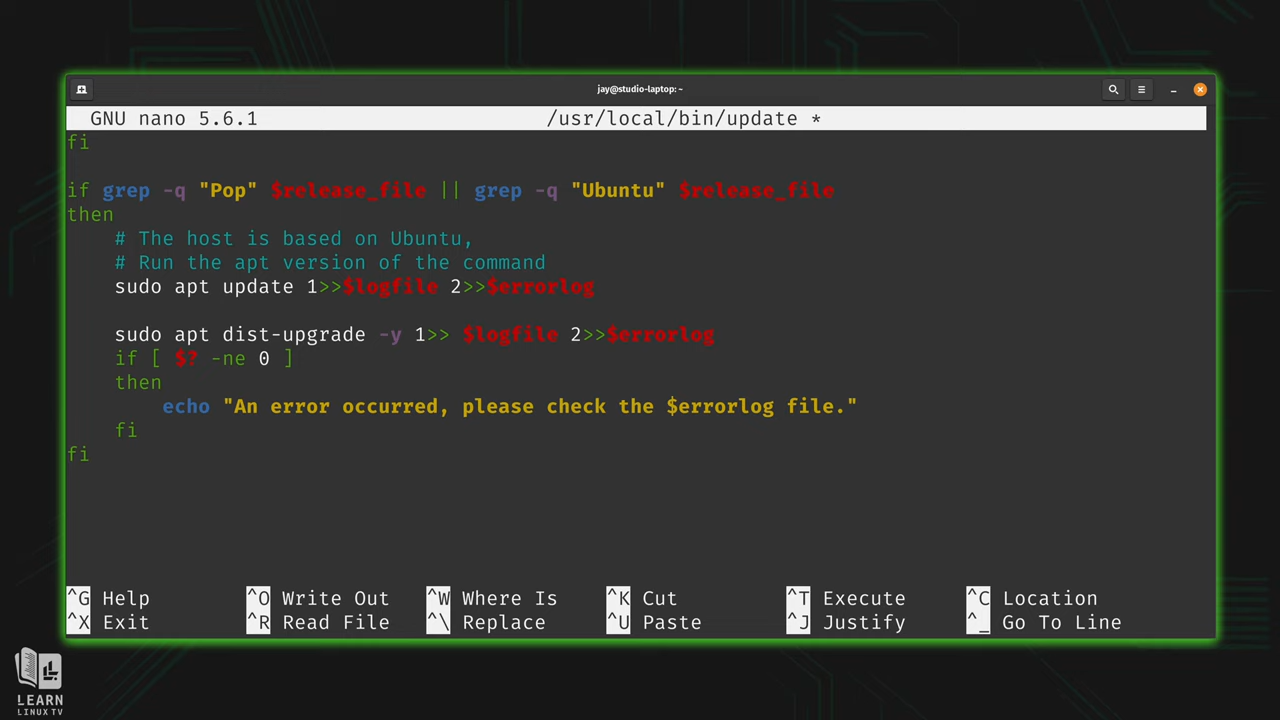 jay@studio-laptop: ~
GNU nano 5.6.1 /usr/local/bin/update *
fi
if grep -q "Pop" $release_file || grep -q "Ubuntu" $release_file
then
    # The host is based on Ubuntu,
    # Run the apt version of the command
    sudo apt update 1>>$logfile 2>>$errorlog
    sudo apt dist-upgrade -y 1>> $logfile 2>>$errorlog
    if [ $? -ne 0 ]
    then
        echo "An error occurred, please check the $errorlog file."
    fi
fi
^G Help ^O Write Out ^W Where Is ^K Cut ^T Execute ^C Location
^X Exit ^R Read File ^\ Replace ^U Paste ^J Justify ^_ Go To Line
LEARN
LINUX TV